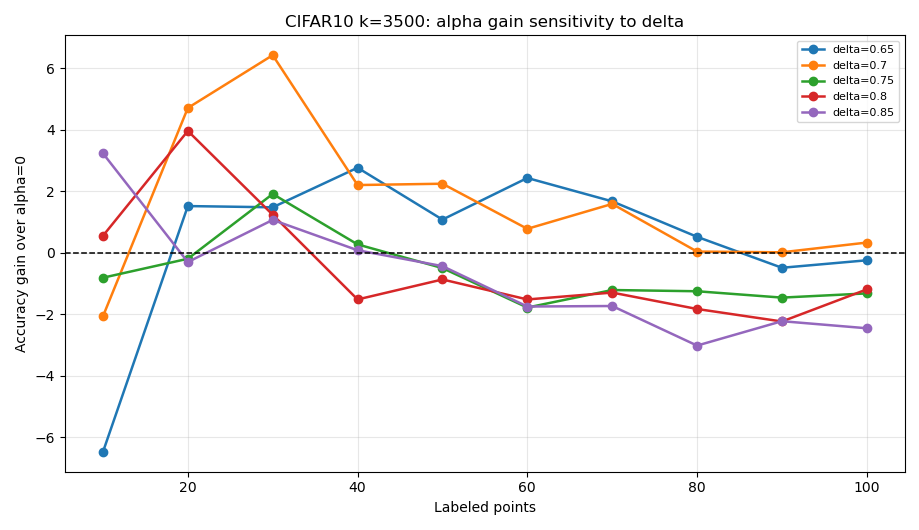 CIFAR10 k=3500: alpha gain sensitivity to delta
Accuracy gain over alpha=0
6
4
2
0
−2
−4
−6
delta=0.65
delta=0.7
delta=0.75
delta=0.8
delta=0.85
20
40
60
80
100
Labeled points